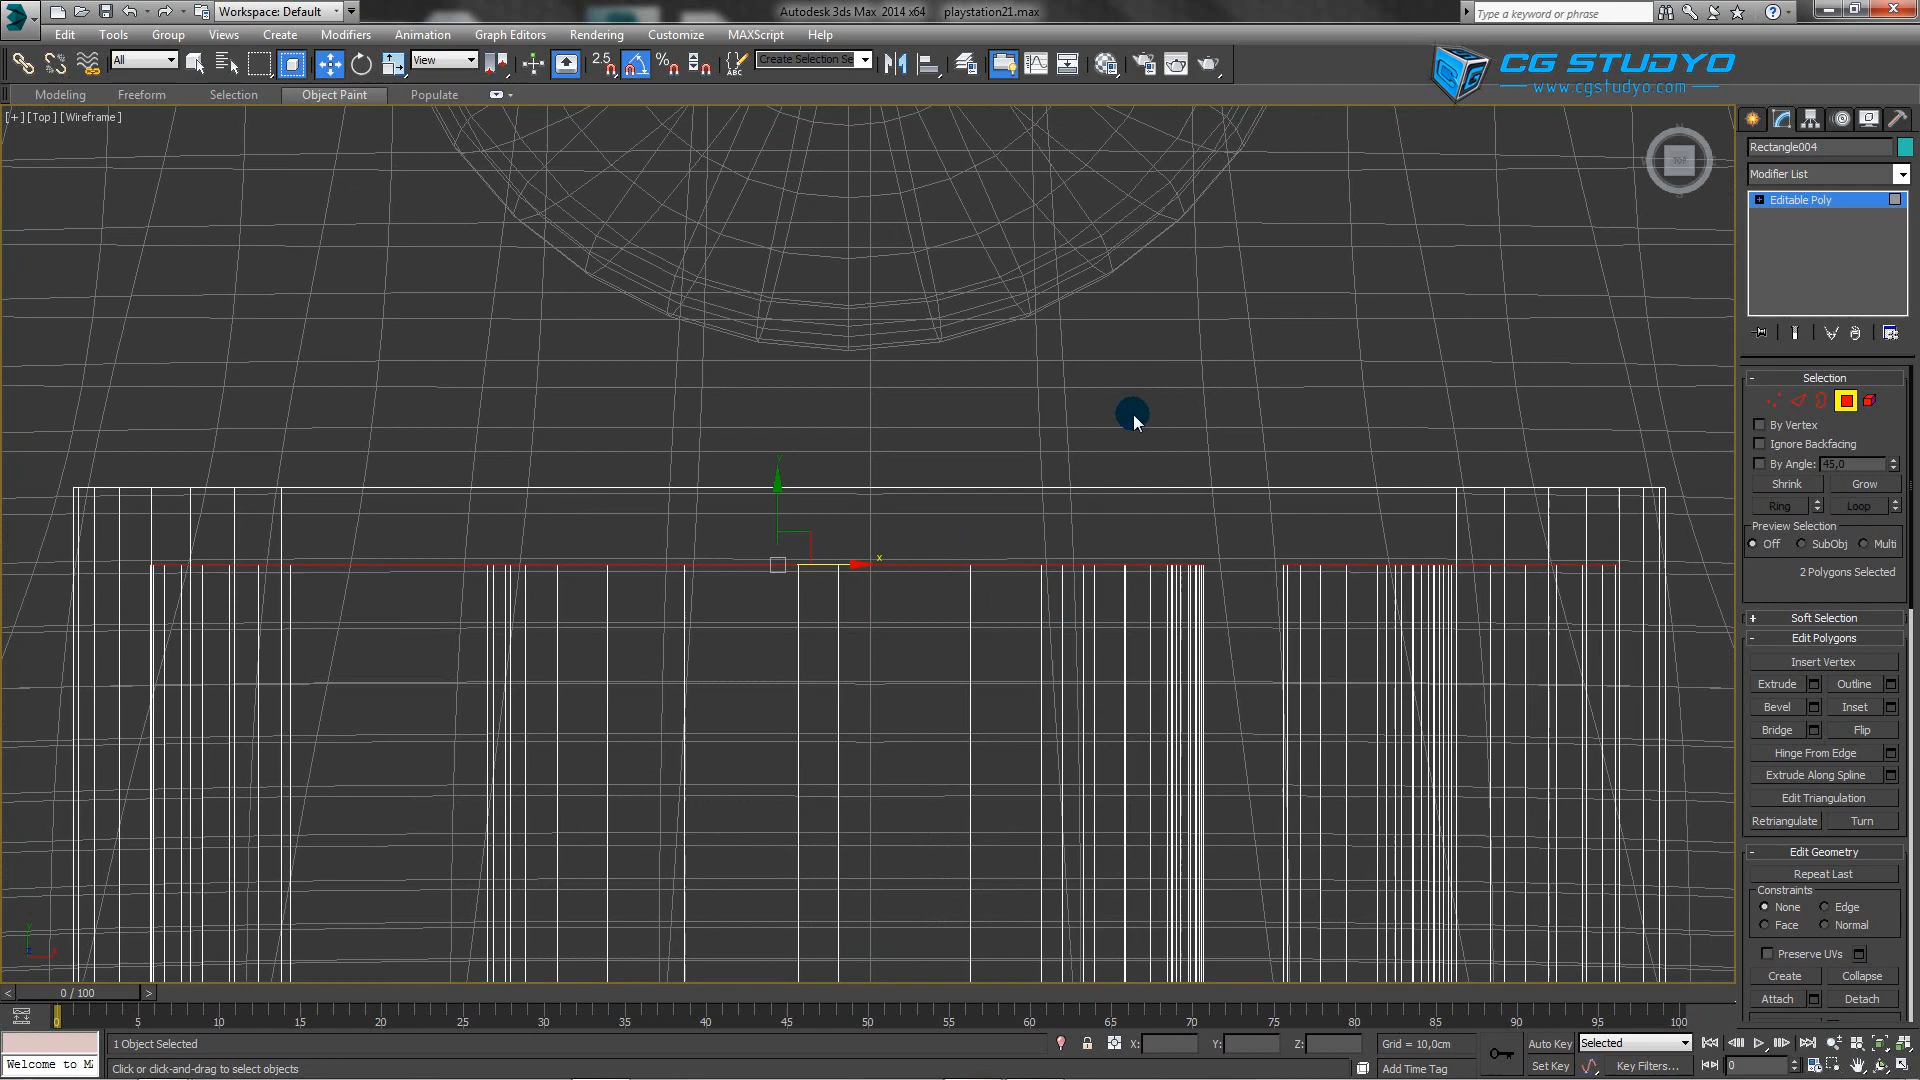 Workspace: Default
Autodesk 3ds Max 2014 x64 playstation21.max
Type a keyword or phrase
Edit Tools Group Views Create Modifiers Animation Graph Editors Rendering Customize MAXScript Help
All View 2.5 Create Selection Se
CG STUDYO
www.cgstudyo.com
Modeling Freeform Selection Object Paint Populate
[+] [Top] [Wireframe]
TOP
Rectangle004
Modifier List
Editable Poly
Selection
By Vertex
Ignore Backfacing
By Angle: 45,0
Shrink Grow
Ring Loop
Preview Selection
Off SubObj Multi
2 Polygons Selected
Soft Selection
Edit Polygons
Insert Vertex
Extrude Outline
Bevel Inset
Bridge Flip
Hinge From Edge
Extrude Along Spline
Edit Triangulation
Retriangulate Turn
Edit Geometry
Repeat Last
Constraints
None Edge
Face Normal
Preserve UVs
Create Collapse
Attach Detach
y
x
0 / 100
0 5 10 15 20 25 30 35 40 45 50 55 60 65 70 75 80 85 90 95 100
1 Object Selected X: Y: Z: Grid = 10,0cm Auto Key Selected
Welcome to M Click or click-and-drag to select objects Add Time Tag Set Key Key Filters... 0